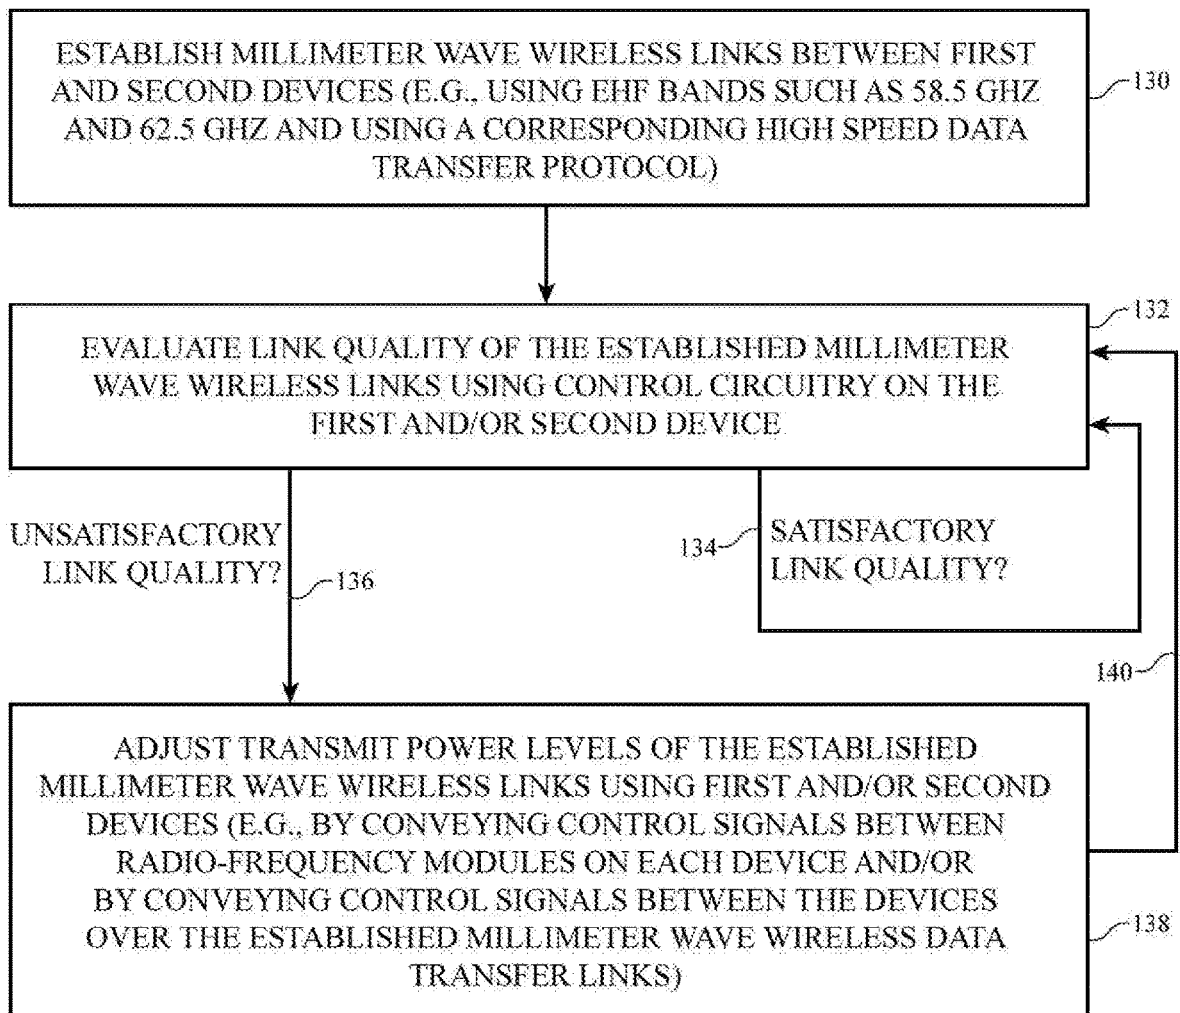 ESTABLISH MILLIMETER WAVE WIRELESS LINKS BETWEEN FIRST
AND SECOND DEVICES (E.G., USING EHF BANDS SUCH AS 58.5 GHZ
AND 62.5 GHZ AND USING A CORRESPONDING HIGH SPEED DATA
TRANSFER PROTOCOL)
130
132
EVALUATE LINK QUALITY OF THE ESTABLISHED MILLIMETER
WAVE WIRELESS LINKS USING CONTROL CIRCUITRY ON THE
FIRST AND/OR SECOND DEVICE
UNSATISFACTORY
LINK QUALITY?
136
134
SATISFACTORY
LINK QUALITY?
140
ADJUST TRANSMIT POWER LEVELS OF THE ESTABLISHED
MILLIMETER WAVE WIRELESS LINKS USING FIRST AND/OR SECOND
DEVICES (E.G., BY CONVEYING CONTROL SIGNALS BETWEEN
RADIO-FREQUENCY MODULES ON EACH DEVICE AND/OR
BY CONVEYING CONTROL SIGNALS BETWEEN THE DEVICES
OVER THE ESTABLISHED MILLIMETER WAVE WIRELESS DATA
TRANSFER LINKS)
138